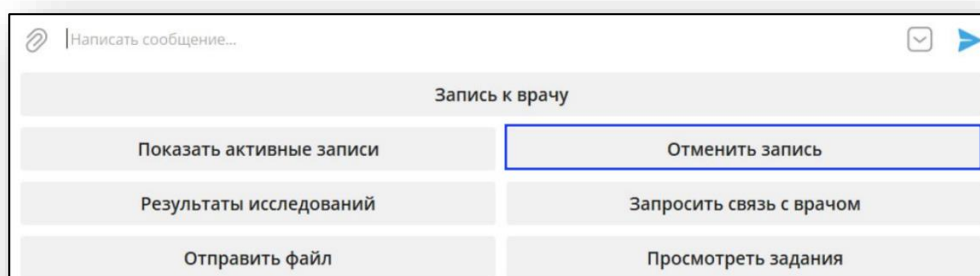 Написать сообщение...
Запись к врачу
Показать активные записи
Отменить запись
Результаты исследований
Запросить связь с врачом
Отправить файл
Просмотреть задания